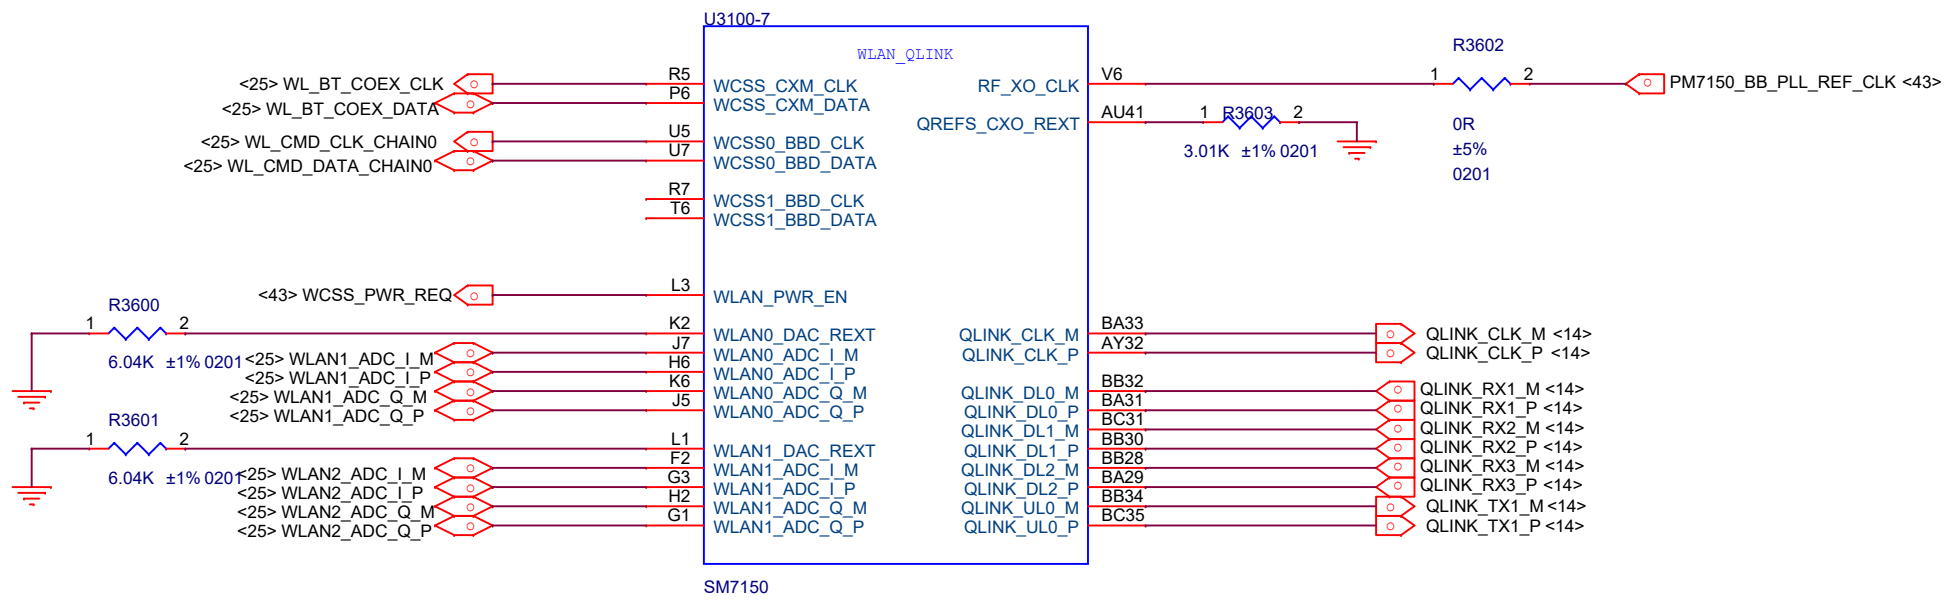 U3100-7
WLAN_QLINK
R3602
<25> WL_BT_COEX_CLK R5 WCSS_CXM_CLK RF_XO_CLK V6 1 2 PM7150_BB_PLL_REF_CLK <43>
<25> WL_BT_COEX_DATA P6 WCSS_CXM_DATA
QREFS_CXO_REXT AU41 1 R3603 2 0R
<25> WL_CMD_CLK_CHAIN0 U5 WCSS0_BBD_CLK
3.01K ±1% 0201 ±5%
<25> WL_CMD_DATA_CHAIN0 U7 WCSS0_BBD_DATA
0201
R7 WCSS1_BBD_CLK
T6 WCSS1_BBD_DATA
<43> WCSS_PWR_REQ L3 WLAN_PWR_EN
R3600
1 2 K2 WLAN0_DAC_REXT QLINK_CLK_M BA33 QLINK_CLK_M <14>
6.04K ±1% 0201 <25> WLAN1_ADC_I_M J7 WLAN0_ADC_I_M QLINK_CLK_P AY32 QLINK_CLK_P <14>
<25> WLAN1_ADC_I_P H6 WLAN0_ADC_I_P
<25> WLAN1_ADC_Q_M K6 WLAN0_ADC_Q_M QLINK_DL0_M BB32 QLINK_RX1_M <14>
<25> WLAN1_ADC_Q_P J5 WLAN0_ADC_Q_P QLINK_DL0_P BA31 QLINK_RX1_P <14>
R3601
QLINK_DL1_M BC31 QLINK_RX2_M <14>
1 2 L1 WLAN1_DAC_REXT QLINK_DL1_P BB30 QLINK_RX2_P <14>
6.04K ±1% 0201 <25> WLAN2_ADC_I_M F2 WLAN1_ADC_I_M QLINK_DL2_M BB28 QLINK_RX3_M <14>
<25> WLAN2_ADC_I_P G3 WLAN1_ADC_I_P QLINK_DL2_P BA29 QLINK_RX3_P <14>
<25> WLAN2_ADC_Q_M H2 WLAN1_ADC_Q_M QLINK_UL0_M BB34 QLINK_TX1_M <14>
<25> WLAN2_ADC_Q_P G1 WLAN1_ADC_Q_P QLINK_UL0_P BC35 QLINK_TX1_P <14>
SM7150